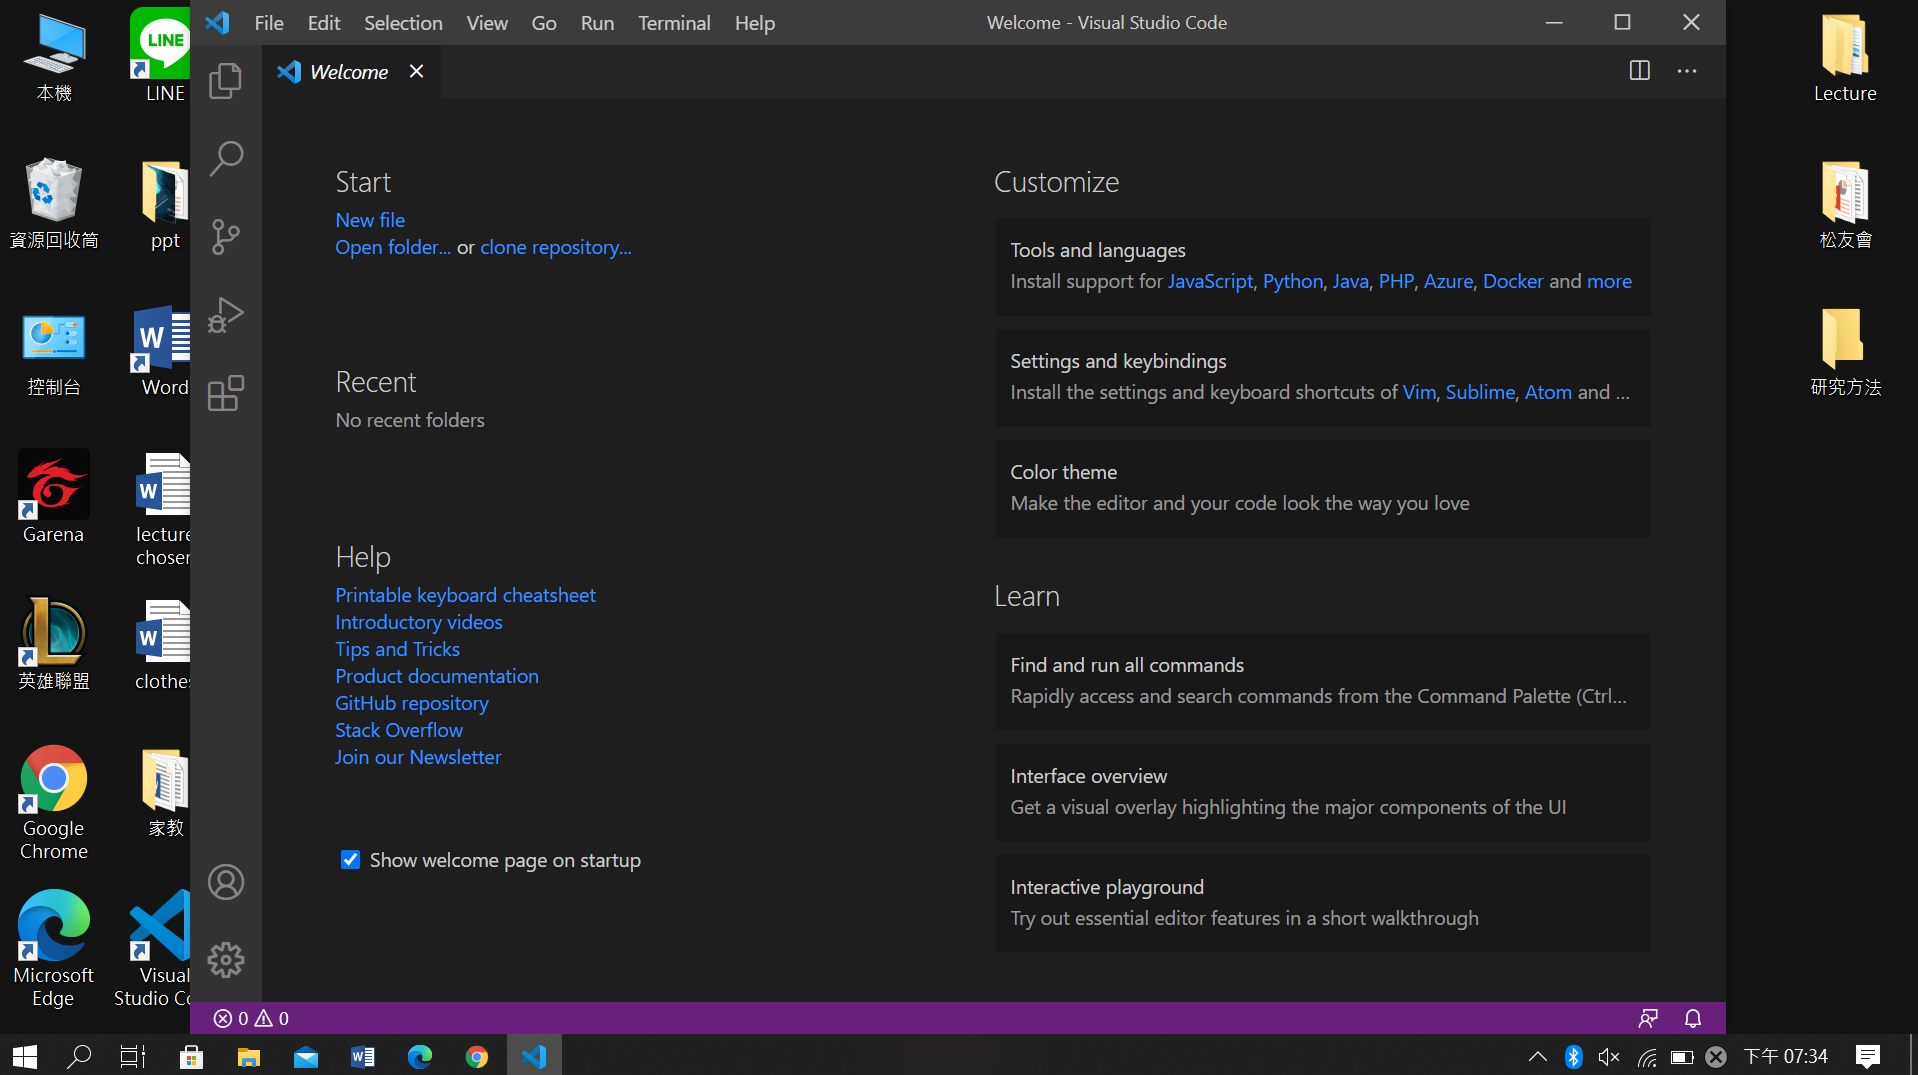 本機
LINE
資源回收筒
ppt
控制台
Word
Garena
lecture
chosen
英雄聯盟
clothes
Google
Chrome
家教
Microsoft
Edge
Visual
Studio Co
File Edit Selection View Go Run Terminal Help
Welcome - Visual Studio Code
Welcome
Start
New file
Open folder... or clone repository...
Recent
No recent folders
Help
Printable keyboard cheatsheet
Introductory videos
Tips and Tricks
Product documentation
GitHub repository
Stack Overflow
Join our Newsletter
Show welcome page on startup
Customize
Tools and languages
Install support for JavaScript, Python, Java, PHP, Azure, Docker and more
Settings and keybindings
Install the settings and keyboard shortcuts of Vim, Sublime, Atom and ...
Color theme
Make the editor and your code look the way you love
Learn
Find and run all commands
Rapidly access and search commands from the Command Palette (Ctrl...
Interface overview
Get a visual overlay highlighting the major components of the UI
Interactive playground
Try out essential editor features in a short walkthrough
0 0
Lecture
松友會
研究方法
下午 07:34